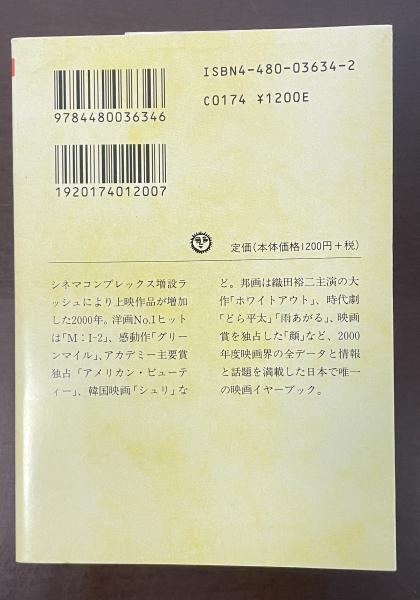 ISBN4-480-03634-2
C0174 ¥1200E
9784480036346
1920174012007
定価(本体価格1200円+税)
シネマコンプレックス増設ラ
ッシュにより上映作品が増加
した2000年。洋画No.1ヒット
は「M:I-2」、感動作「グリーン
マイル」、アカデミー主要賞
独占「アメリカン・ビューテ
ィー」、韓国映画「シュリ」な
ど。邦画は織田裕二主演の大
作「ホワイトアウト」、時代劇
「どら平太」「雨あがる」、映画
賞を独占した「顔」など、2000
年度映画界の全データと情報
と話題を満載した日本で唯一
の映画イヤーブック。